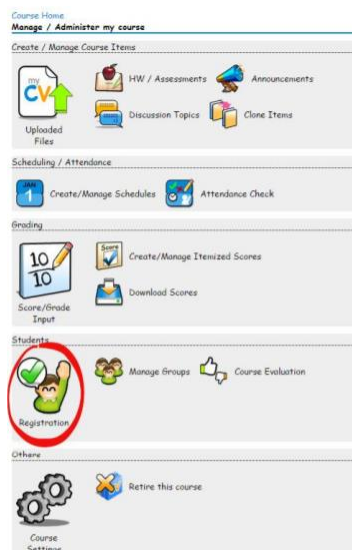 Course Home
Manage / Administer my course
Create / Manage Course Items
my
CV
Uploaded
Files
HW / Assessments
Announcements
Discussion Topics
Clone Items
Scheduling / Attendance
JAN
1
Create/Manage Schedules
Attendance Check
Grading
10
10
Score/Grade
Input
Score
Create/Manage Itemized Scores
Download Scores
Students
Registration
Manage Groups
Course Evaluation
Others
Course
Settings
Retire this course